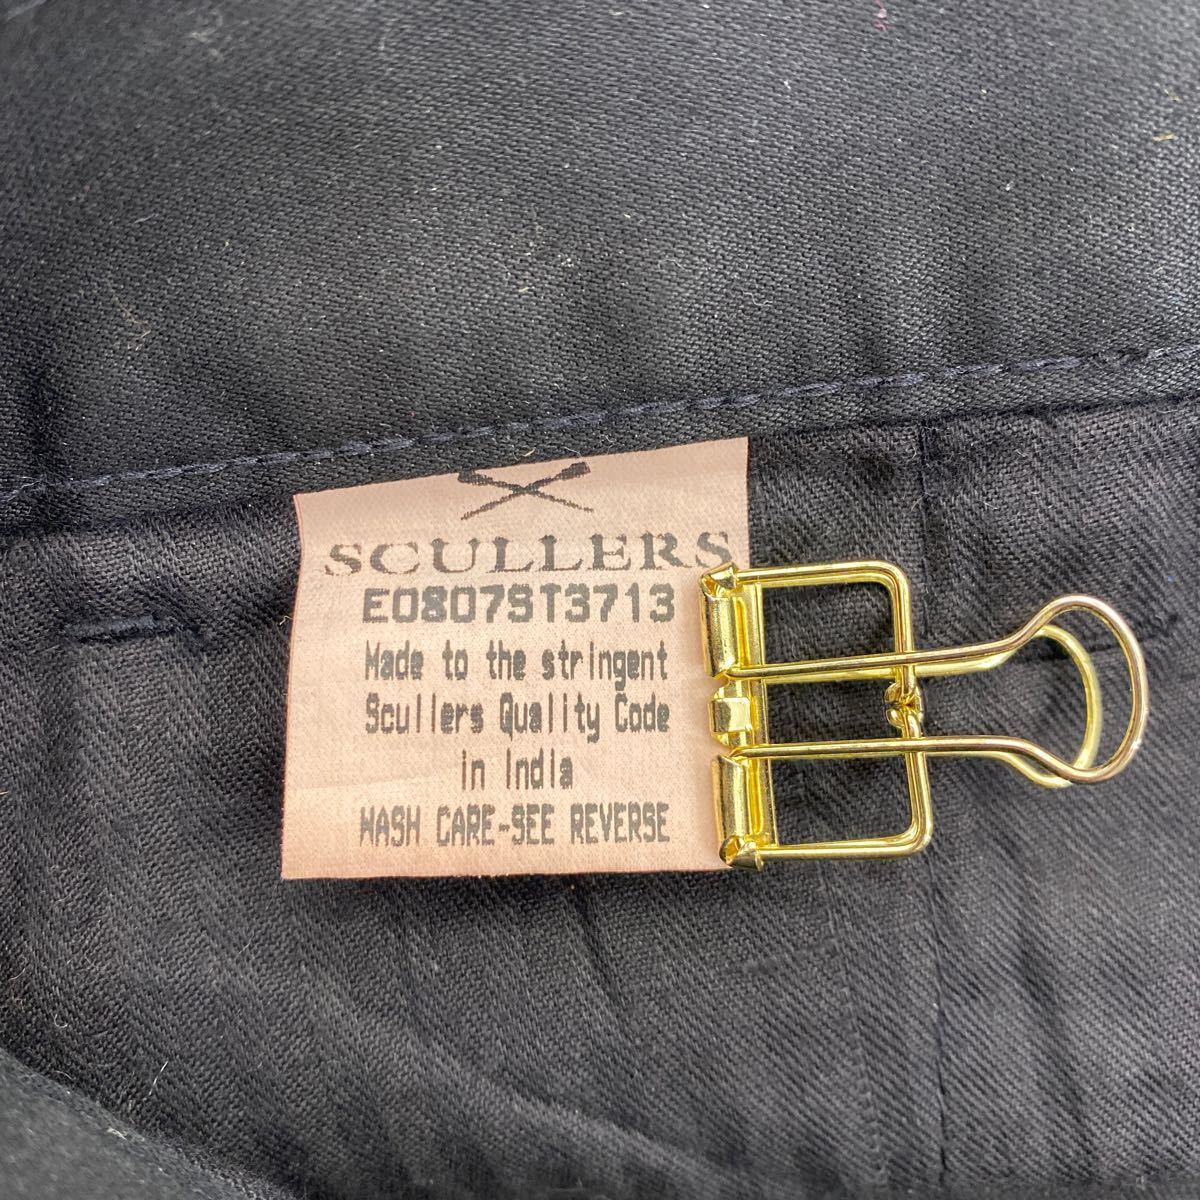 SCULLERS
E0807ST3713
Made to the stringent
Scullers Quality Code
in India
WASH CARE-SEE REVERSE